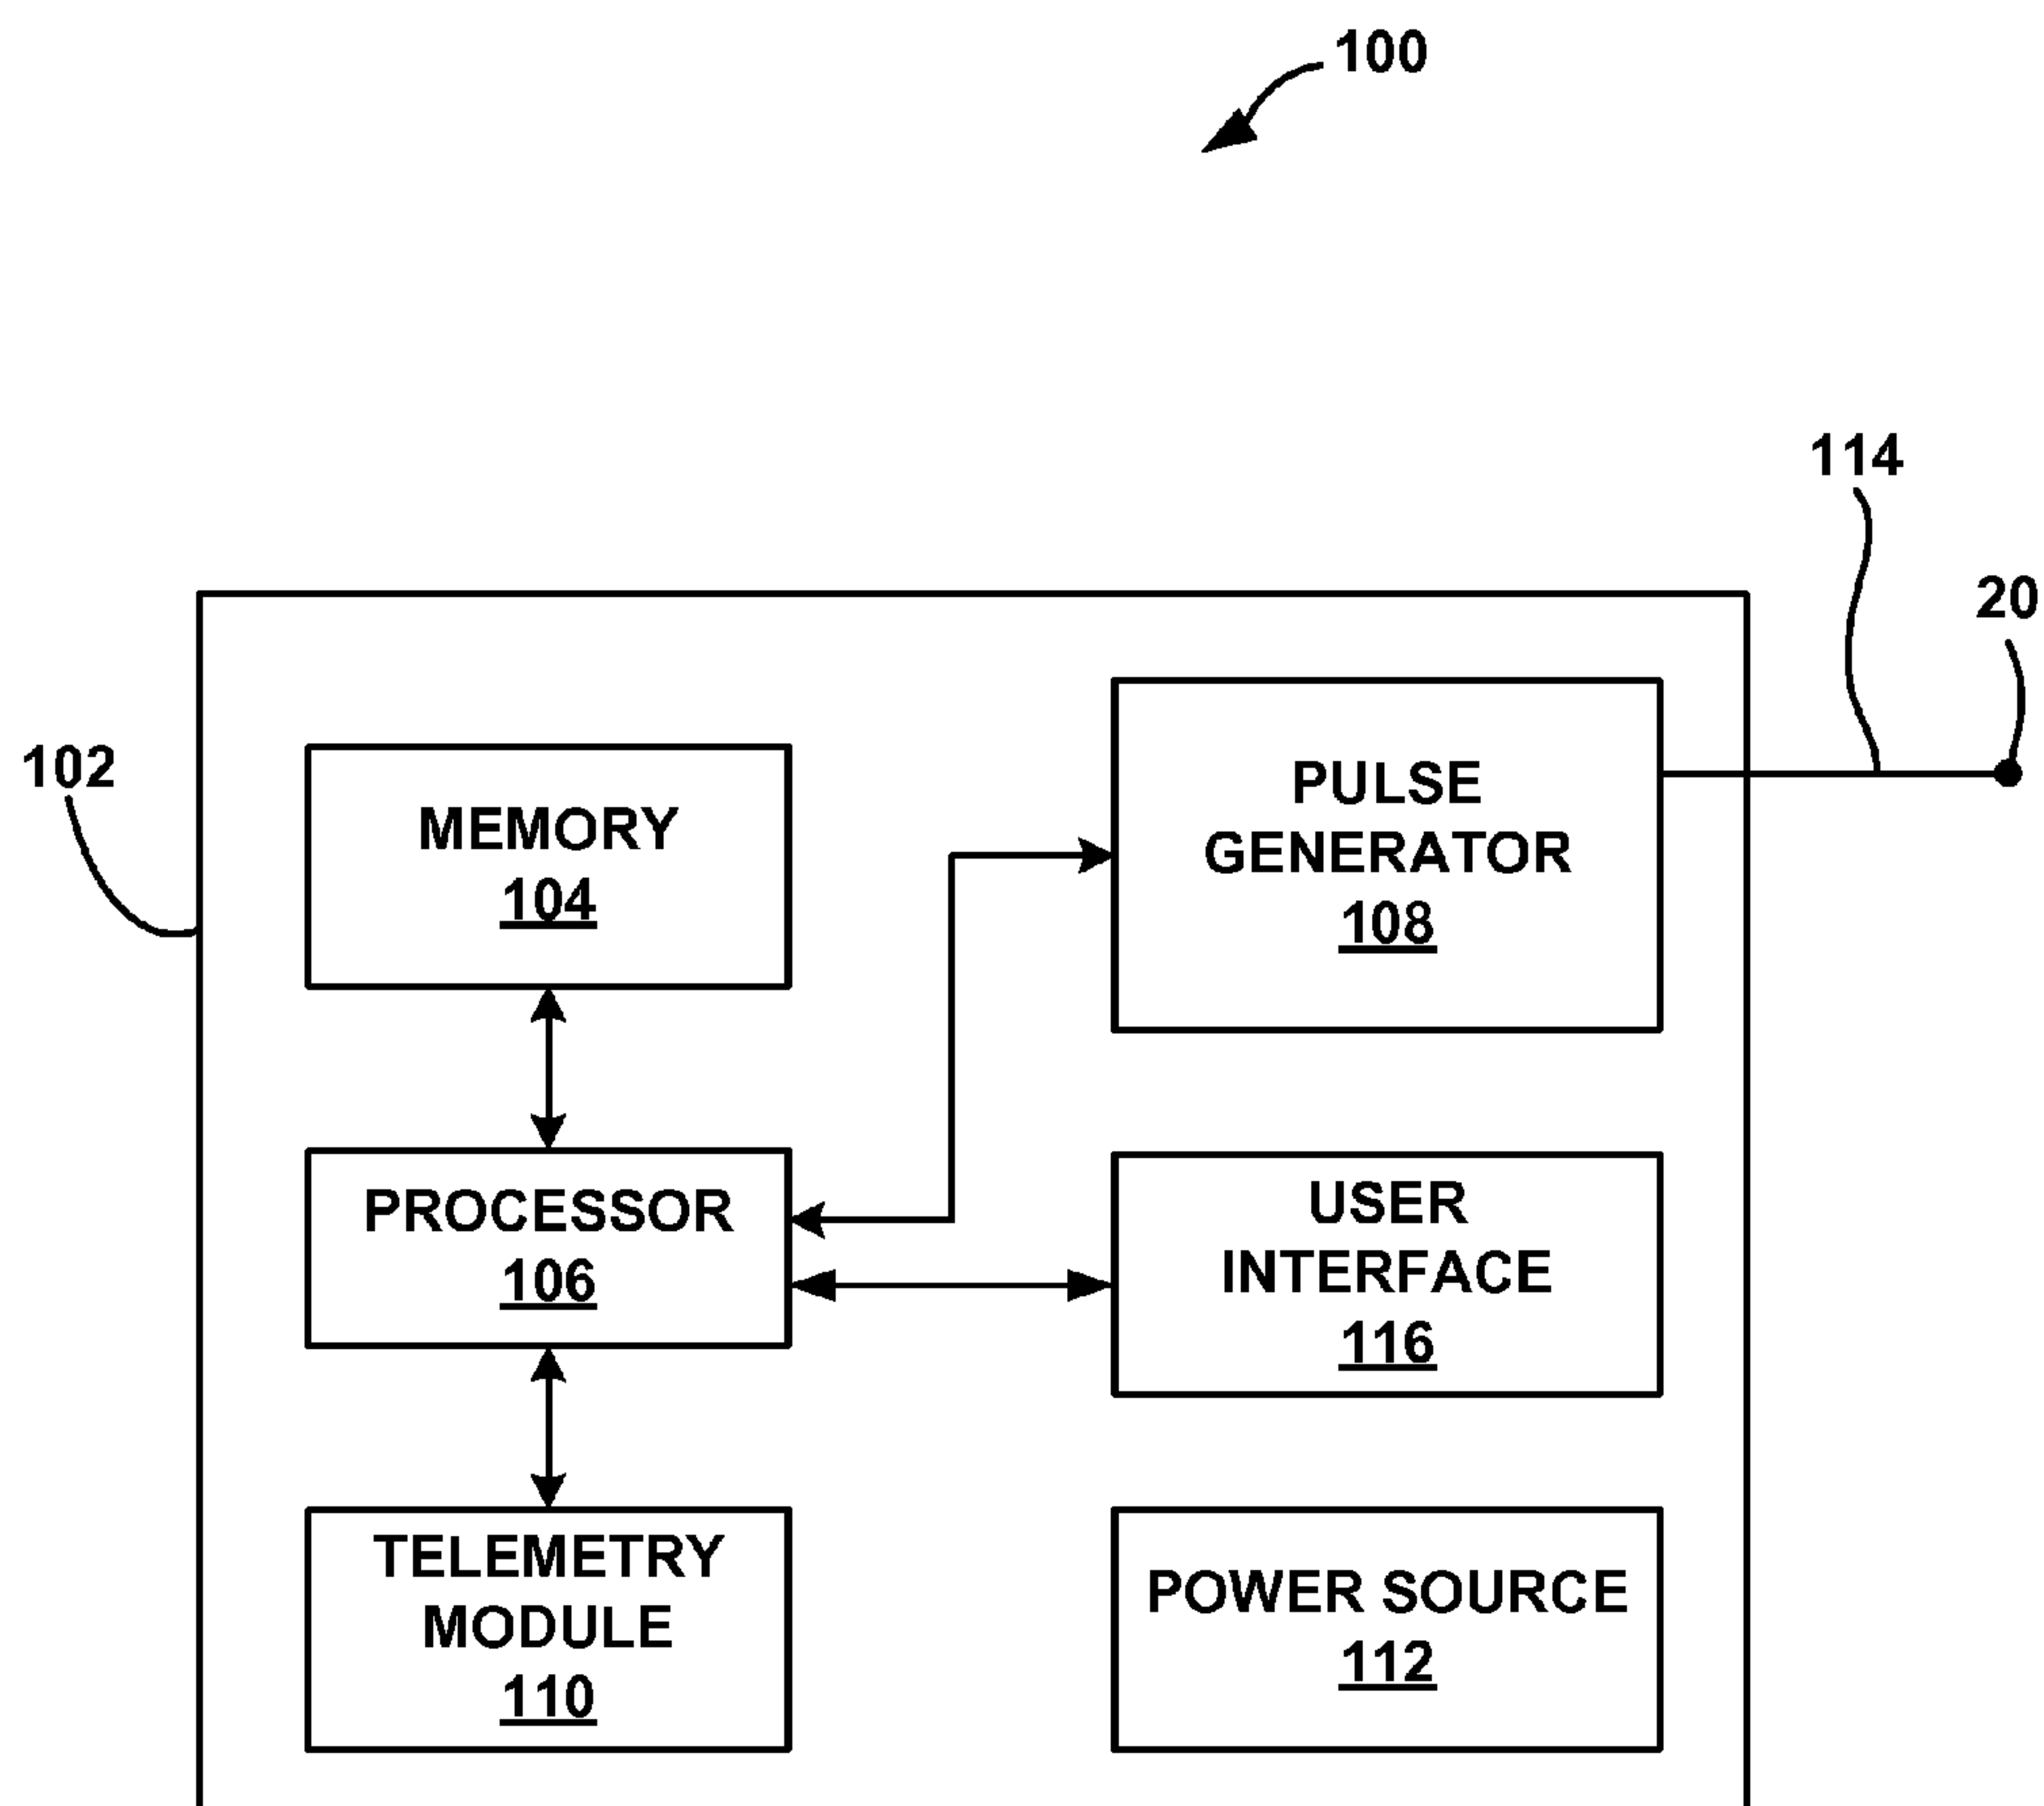 100
114
20
102
MEMORY
104
PULSE
GENERATOR
108
PROCESSOR
106
USER
INTERFACE
116
TELEMETRY
MODULE
110
POWER SOURCE
112